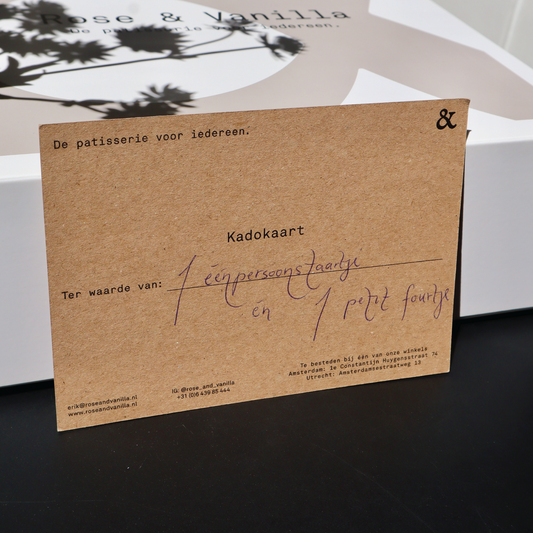 Rose & Vanilla
De patisserie voor iedereen.
De patisserie voor iedereen. &
Kadokaart
Ter waarde van: 1 éénpersoonstaartje
én 1 petit fourtje
Te besteden bij één van onze winkels
Amsterdam: 1e Constantijn Huygensstraat 74
Utrecht: Amsterdamsestraatweg 13
erik@roseandvanilla.nl
www.roseandvanilla.nl
IG: @rose_and_vanilla
+31 (0)6 439 85 444